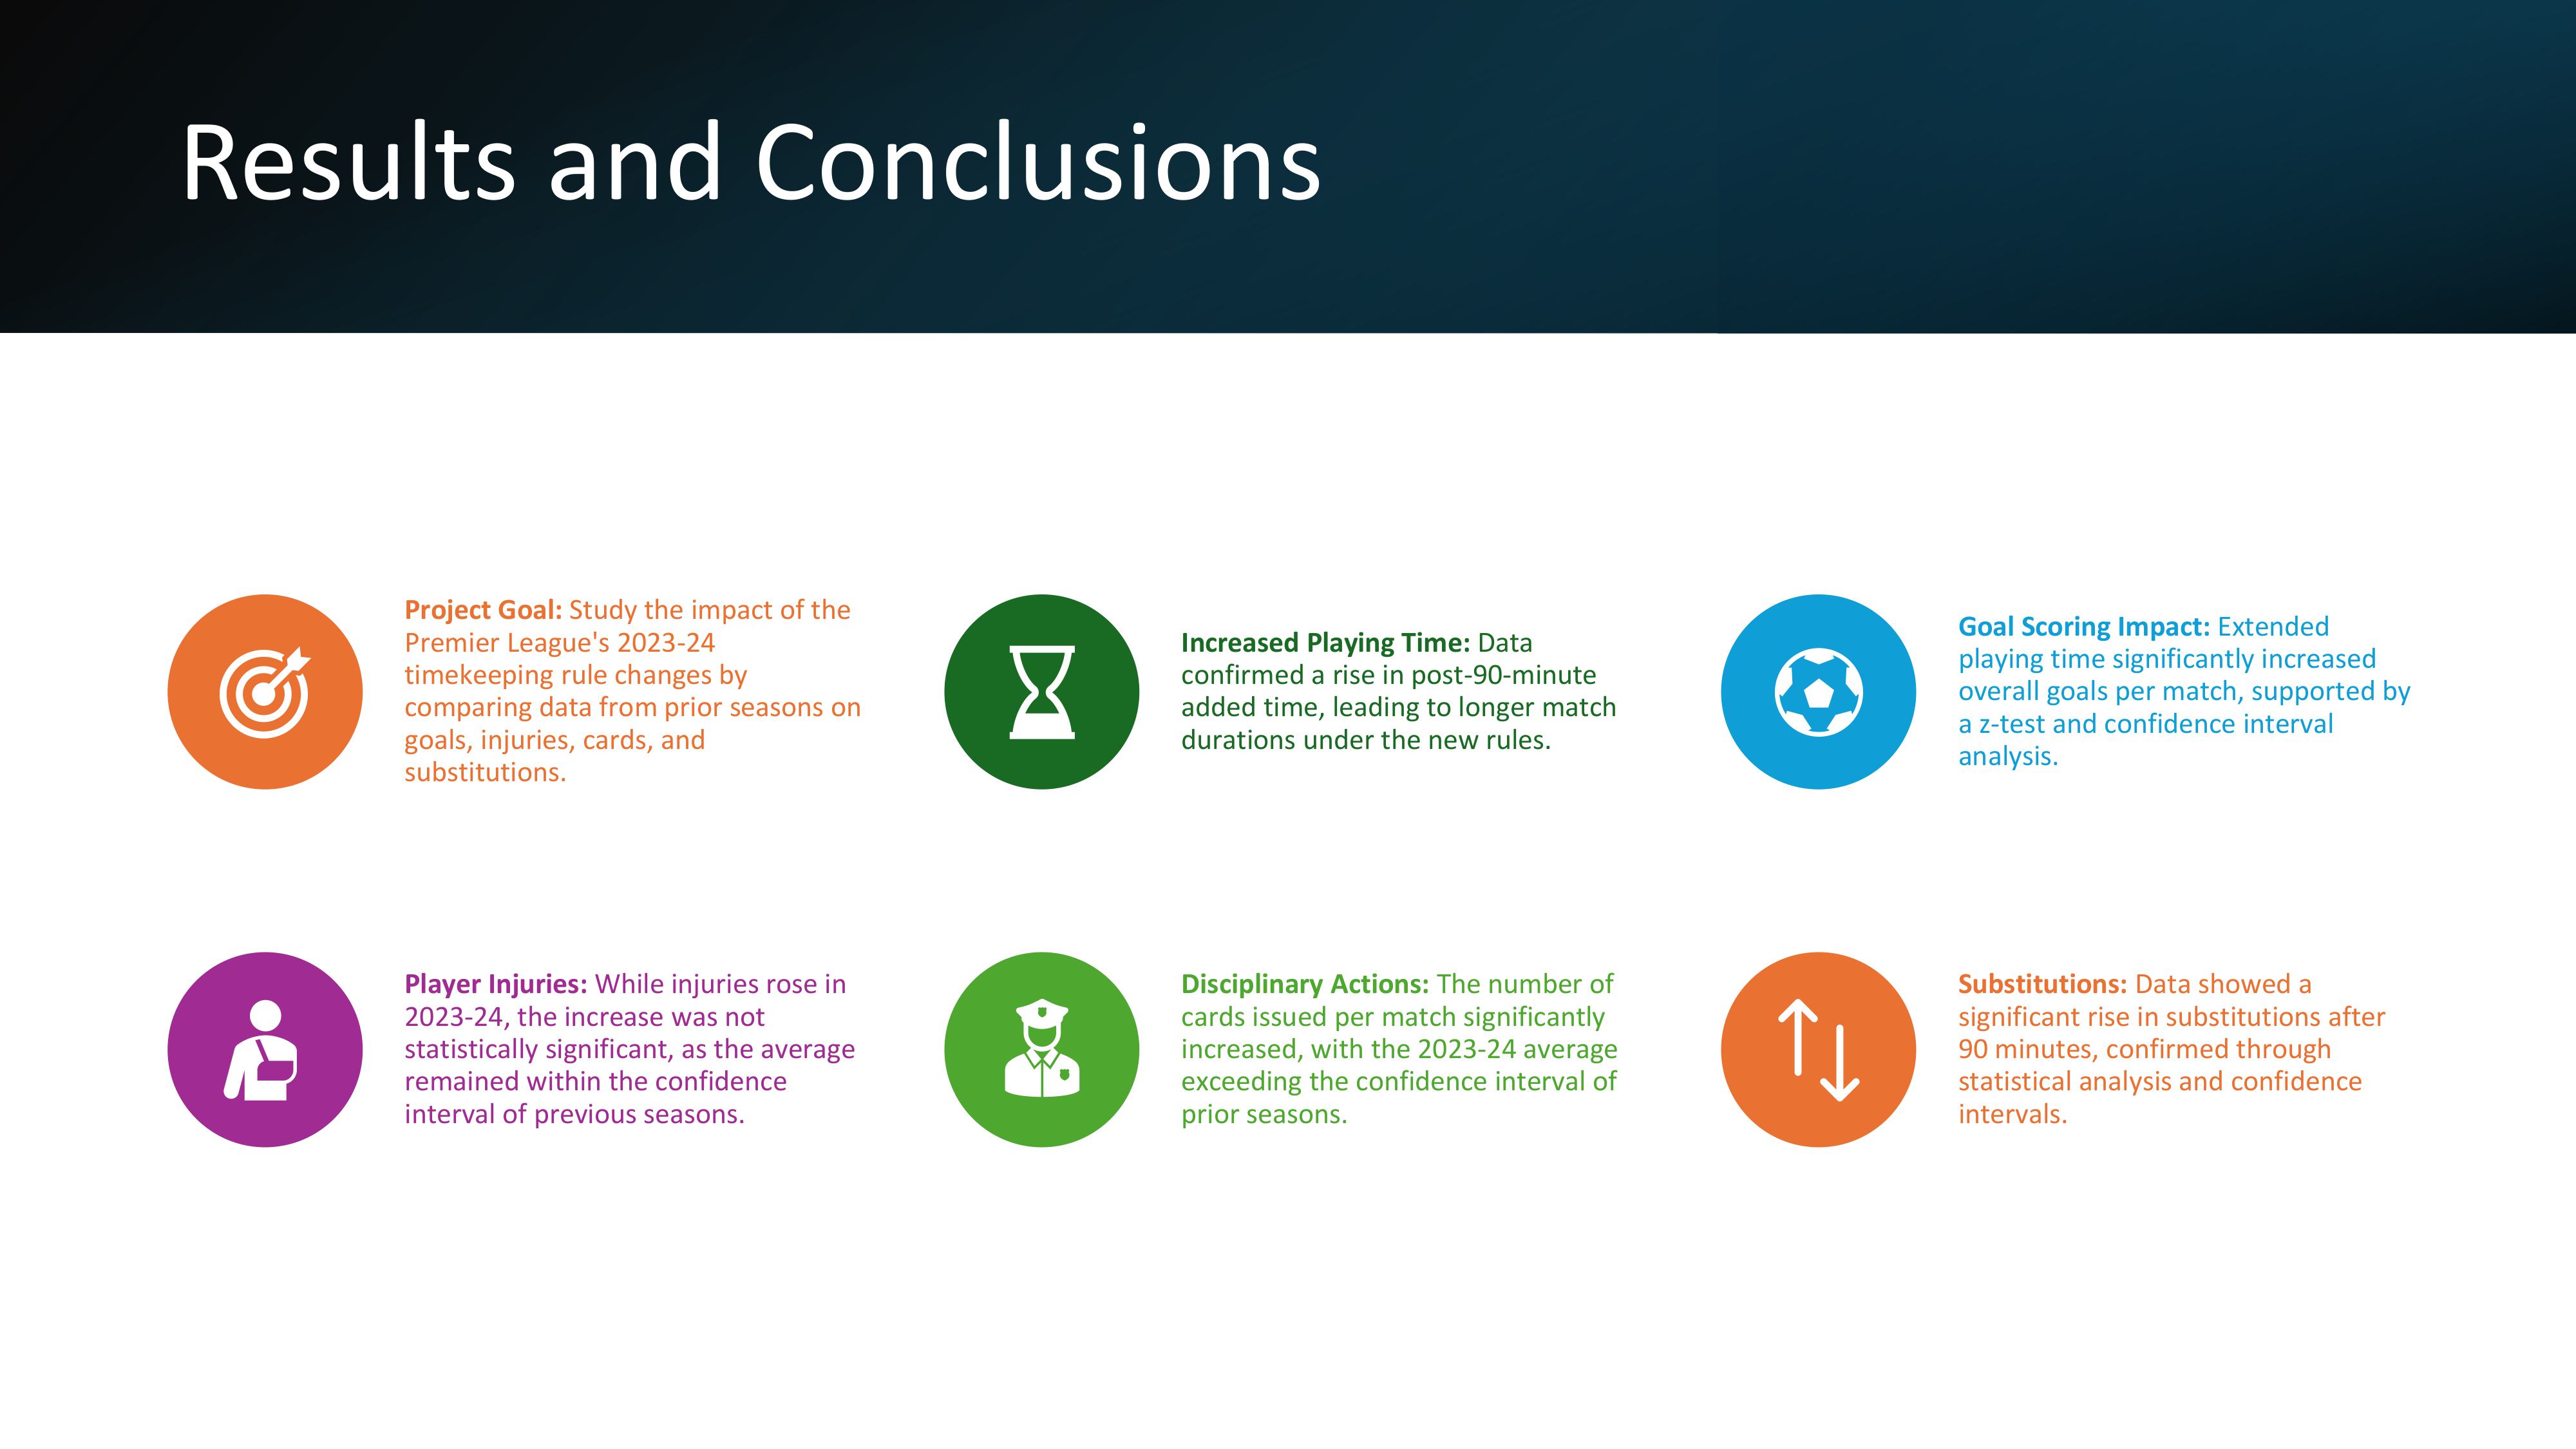 Results and Conclusions
Project Goal: Study the impact of the
Premier League's 2023-24
timekeeping rule changes by
comparing data from prior seasons on
goals, injuries, cards, and
substitutions.
Increased Playing Time: Data
confirmed a rise in post-90-minute
added time, leading to longer match
durations under the new rules.
Goal Scoring Impact: Extended
playing time significantly increased
overall goals per match, supported by
a z-test and confidence interval
analysis.
Player Injuries: While injuries rose in
2023-24, the increase was not
statistically significant, as the average
remained within the confidence
interval of previous seasons.
Disciplinary Actions: The number of
cards issued per match significantly
increased, with the 2023-24 average
exceeding the confidence interval of
prior seasons.
Substitutions: Data showed a
significant rise in substitutions after
90 minutes, confirmed through
statistical analysis and confidence
intervals.